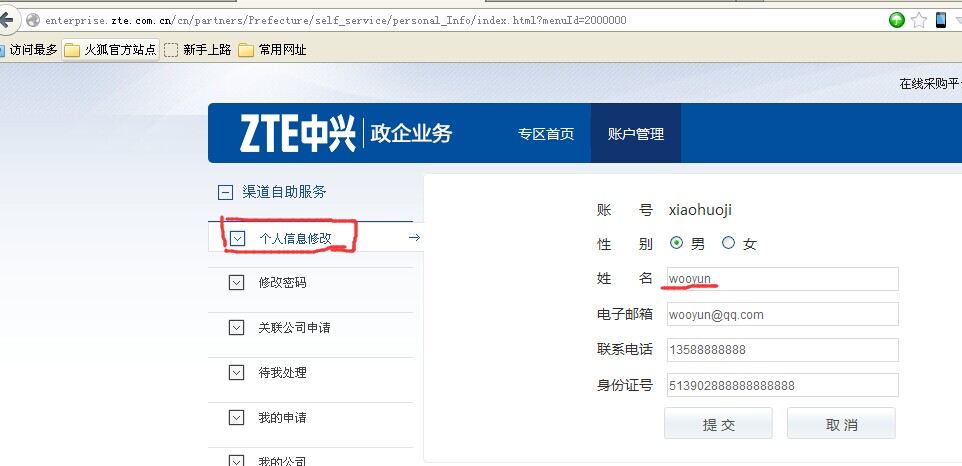 enterprise.zte.com.cn/cn/partners/Prefecture/self_service/personal_Info/index.html?menuId=2000000
访问最多 火狐官方站点 新手上路 常用网址
在线采购平
ZTE中兴 政企业务 专区首页 账户管理
渠道自助服务
个人信息修改
修改密码
关联公司申请
待我处理
我的申请
我的公司
账 号 xiaohuoji
性 别 男 女
姓 名 wooyun
电子邮箱 wooyun@qq.com
联系电话 13588888888
身份证号 513902888888888888
提 交 取 消